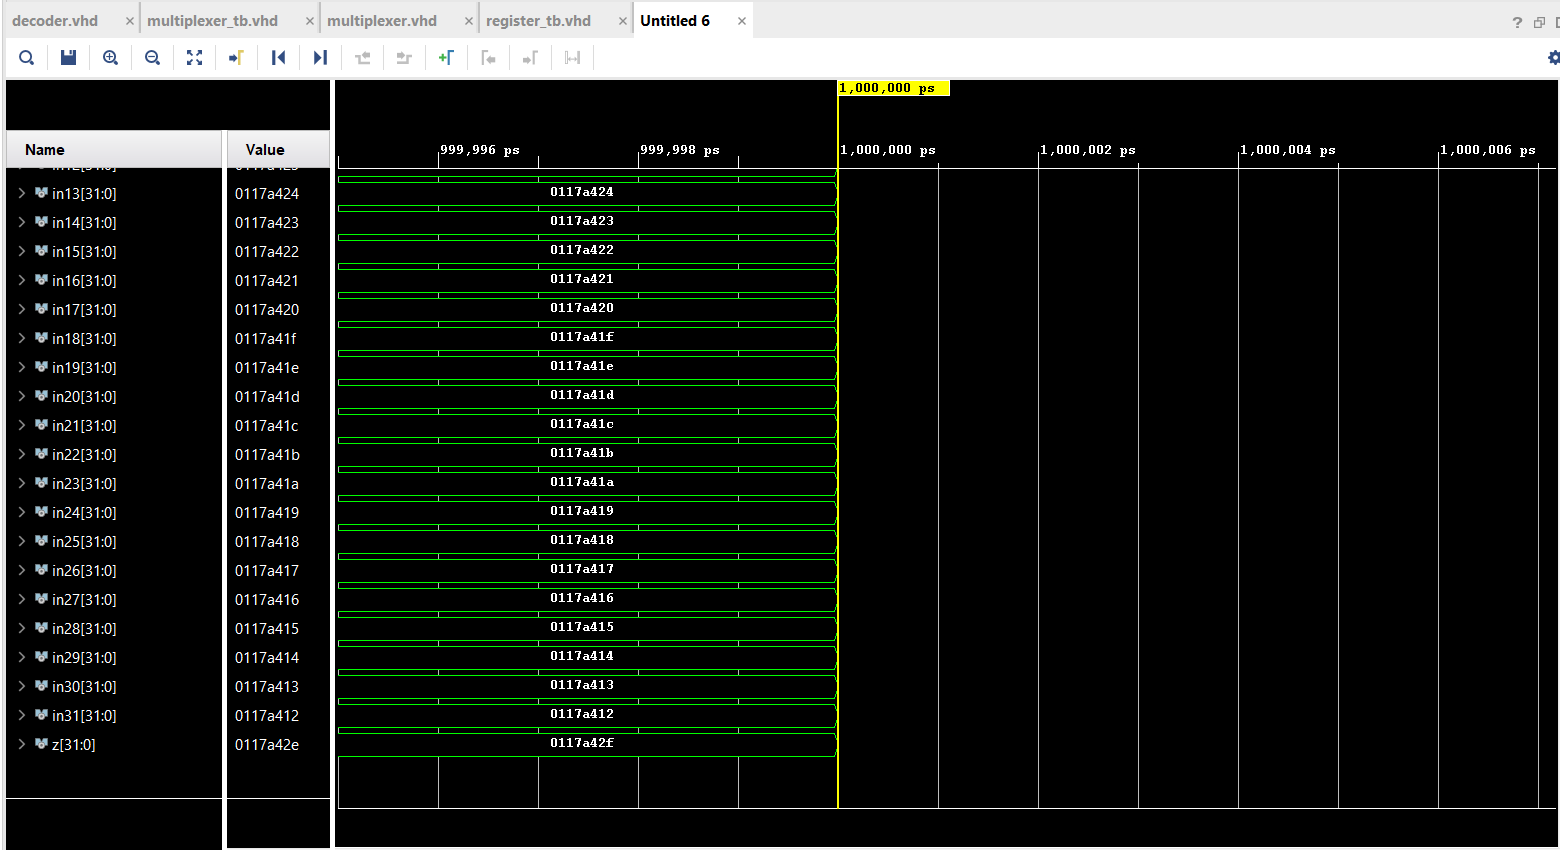 decoder.vhd × multiplexer_tb.vhd × multiplexer.vhd × register_tb.vhd × Untitled 6 × ?
1,000,000 ps
Name Value 999,996 ps 999,998 ps 1,000,000 ps 1,000,002 ps 1,000,004 ps 1,000,006 ps
in13[31:0] 0117a424 0117a424
in14[31:0] 0117a423 0117a423
in15[31:0] 0117a422 0117a422
in16[31:0] 0117a421 0117a421
in17[31:0] 0117a420 0117a420
in18[31:0] 0117a41f 0117a41f
in19[31:0] 0117a41e 0117a41e
in20[31:0] 0117a41d 0117a41d
in21[31:0] 0117a41c 0117a41c
in22[31:0] 0117a41b 0117a41b
in23[31:0] 0117a41a 0117a41a
in24[31:0] 0117a419 0117a419
in25[31:0] 0117a418 0117a418
in26[31:0] 0117a417 0117a417
in27[31:0] 0117a416 0117a416
in28[31:0] 0117a415 0117a415
in29[31:0] 0117a414 0117a414
in30[31:0] 0117a413 0117a413
in31[31:0] 0117a412 0117a412
z[31:0] 0117a42e 0117a42f